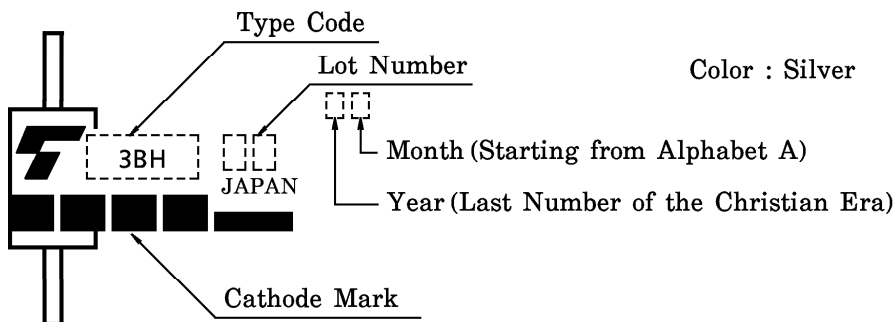 Type Code
Lot Number
Color : Silver
3BH
Month (Starting from Alphabet A)
JAPAN
Year (Last Number of the Christian Era)
Cathode Mark